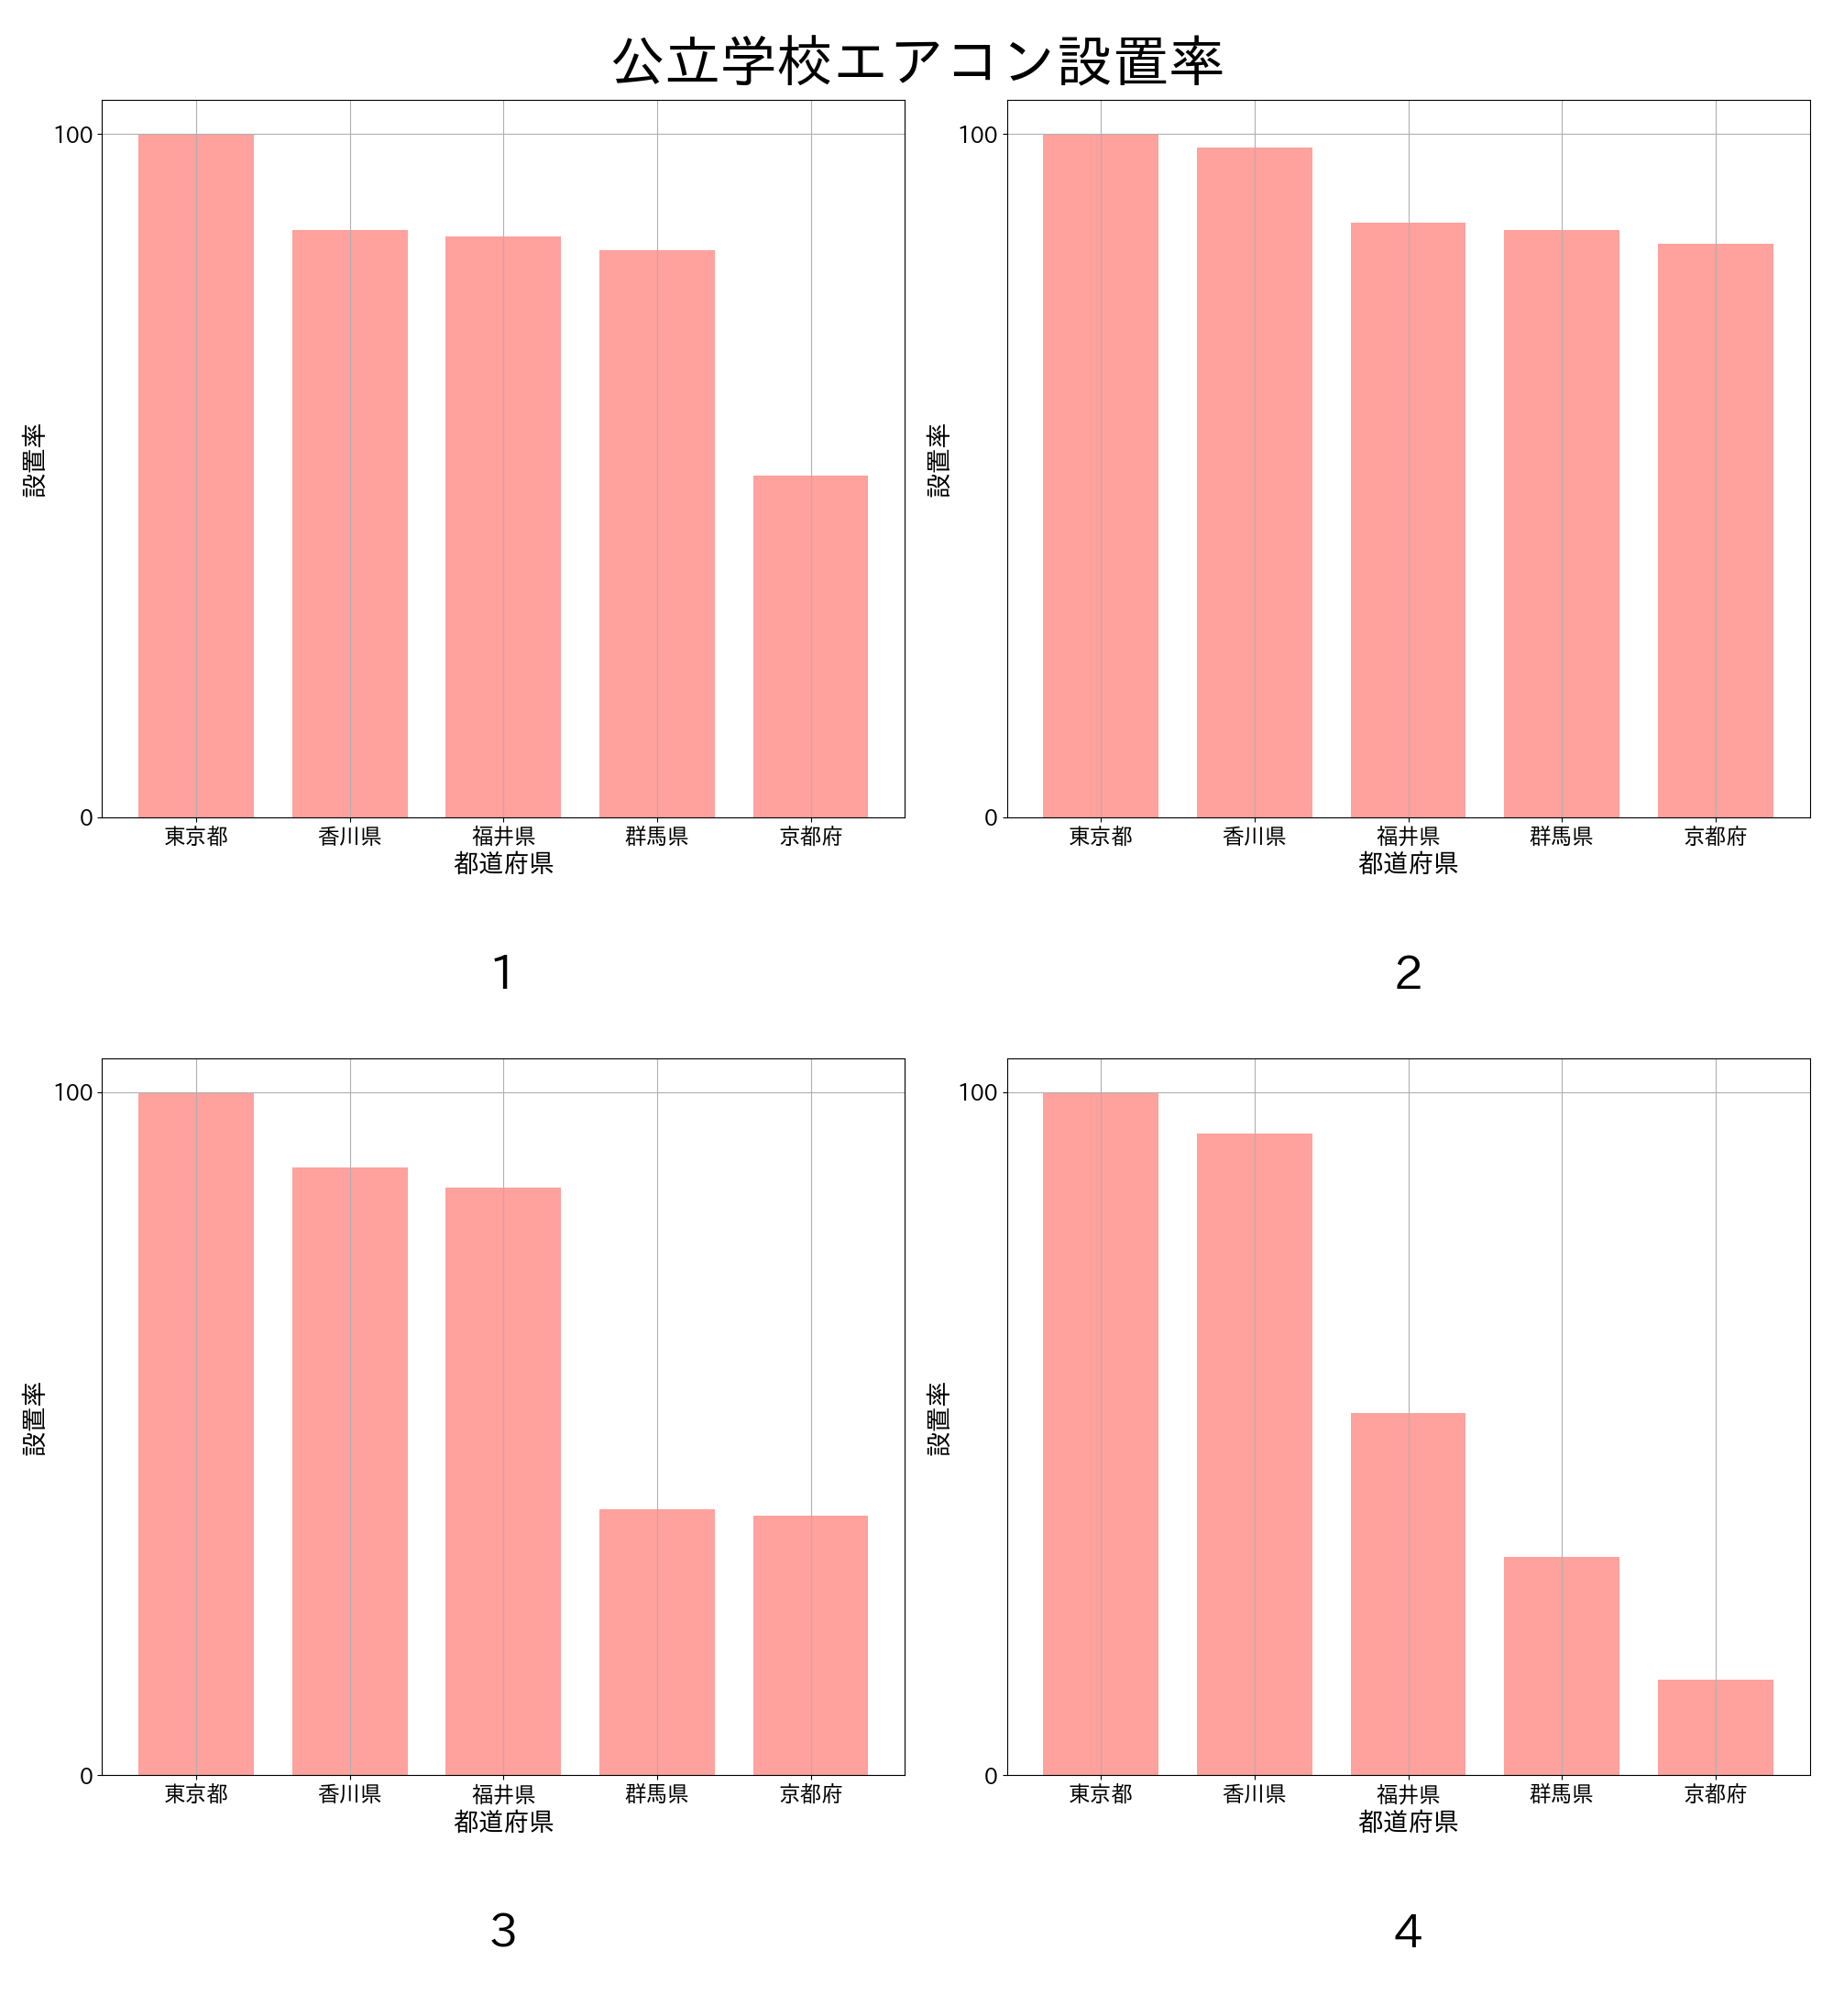 公立学校エアコン設置率
100
0
設置率
東京都 香川県 福井県 群馬県 京都府
都道府県
1
100
0
設置率
東京都 香川県 福井県 群馬県 京都府
都道府県
2
100
0
設置率
東京都 香川県 福井県 群馬県 京都府
都道府県
3
100
0
設置率
東京都 香川県 福井県 群馬県 京都府
都道府県
4